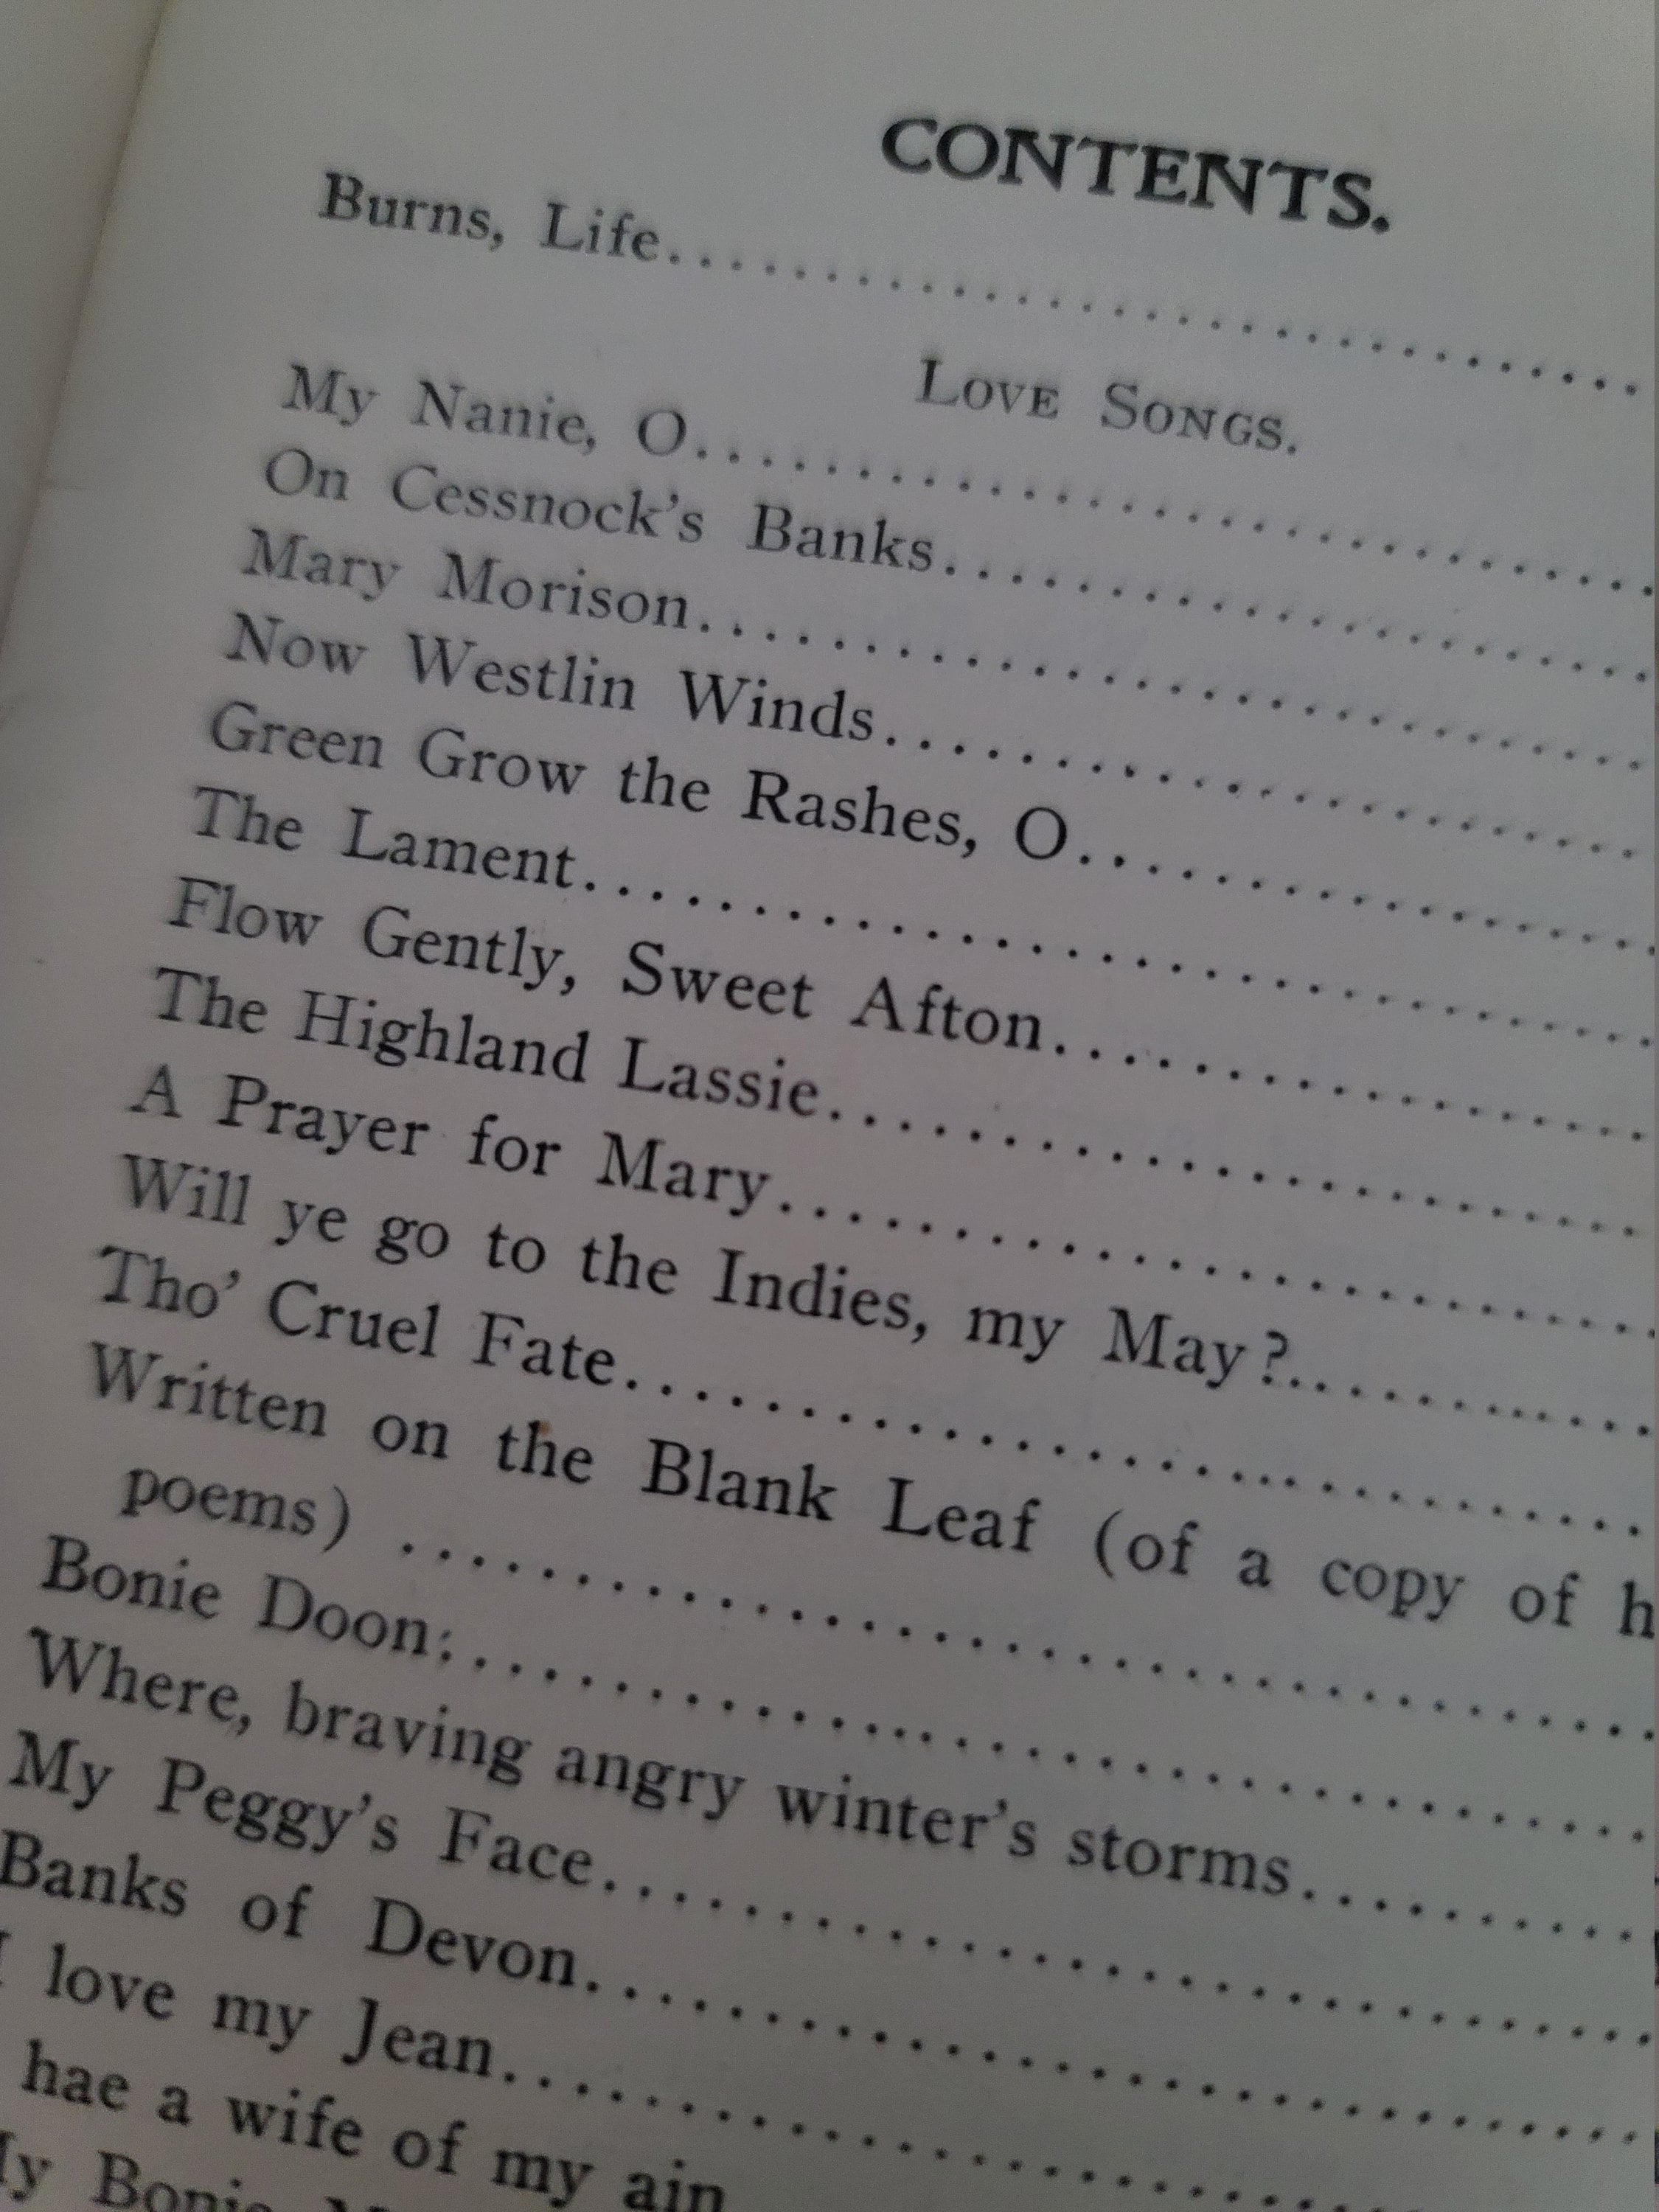 CONTENTS.
Burns, Life........................
LOVE SONGS.
My Nanie, O........................
On Cessnock's Banks........................
Mary Morison........................
Now Westlin Winds........................
Green Grow the Rashes, O........................
The Lament........................
Flow Gently, Sweet Afton........................
The Highland Lassie........................
A Prayer for Mary........................
Will ye go to the Indies, my May?..................
Tho' Cruel Fate........................
Written on the Blank Leaf (of a copy of h
poems) ........................
Bonie Doon........................
Where, braving angry winter's storms............
My Peggy's Face........................
Banks of Devon........................
I love my Jean........................
hae a wife of my ain
My Bonie